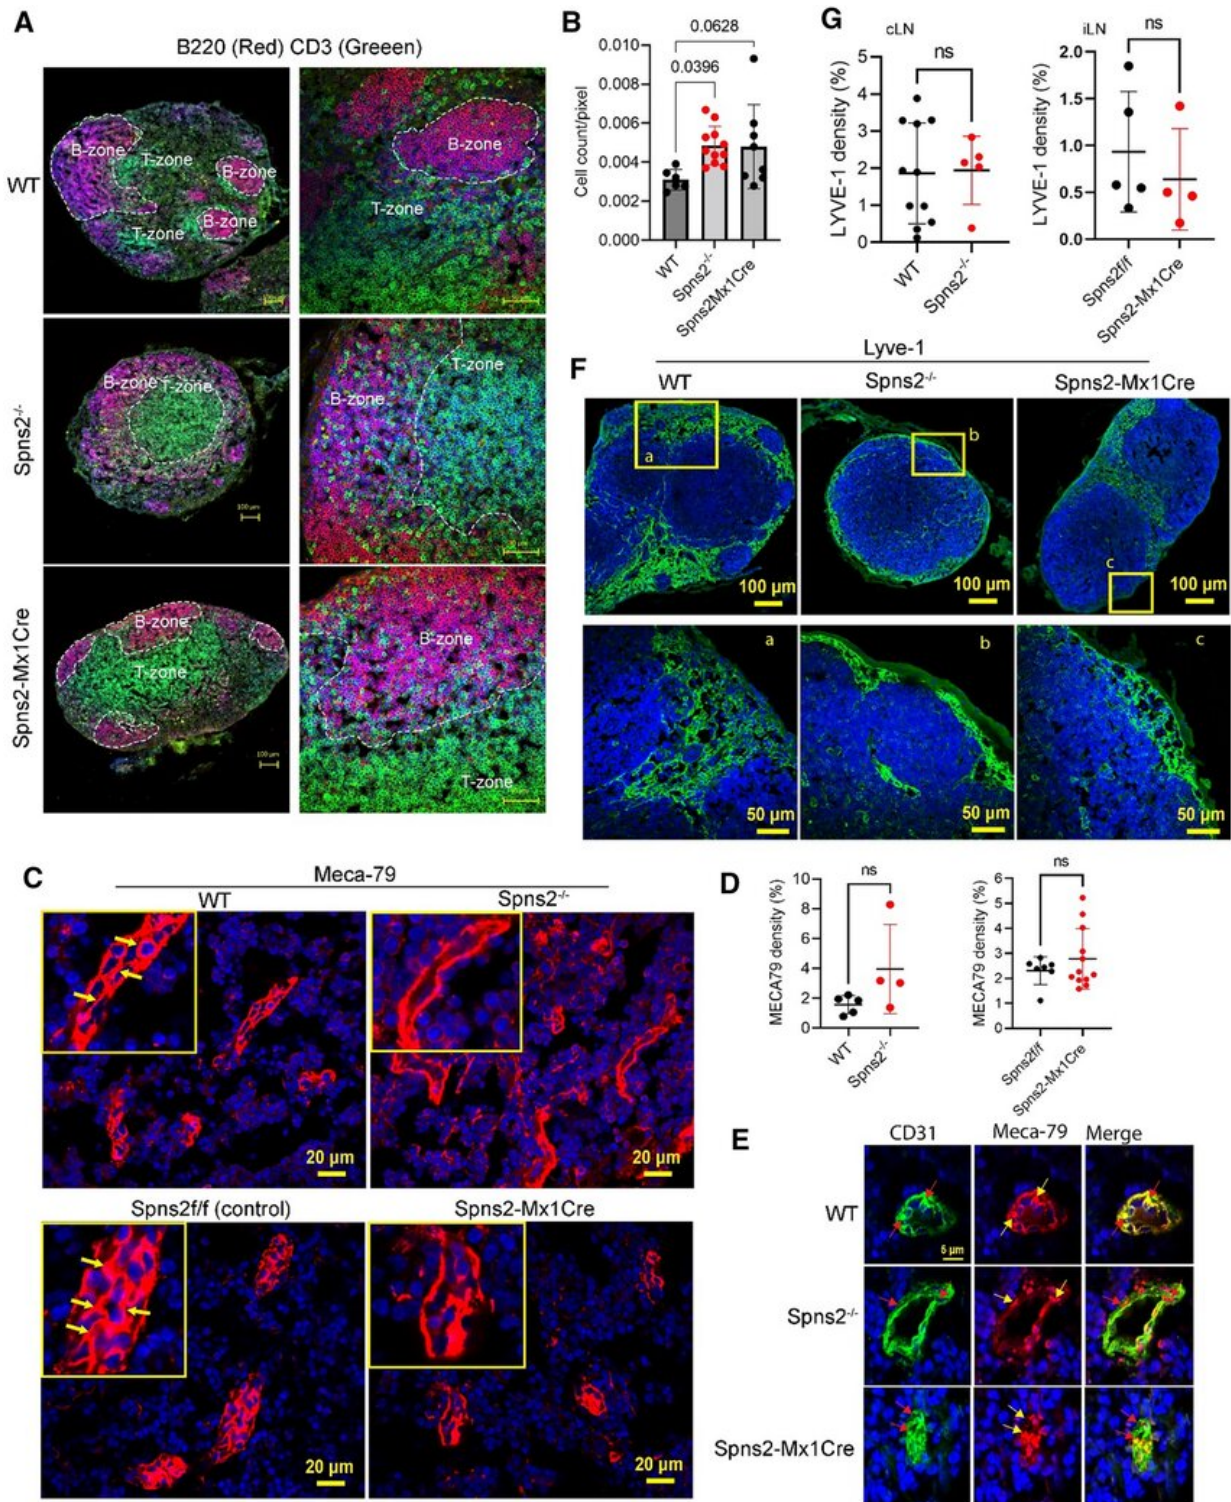 A
B220 (Red) CD3 (Greeen)
WT
B-zone
T-zone
B-zone
B-zone
T-zone
B-zone
T-zone
Spns2-/-
B-zone
T-zone
100 µm
B-zone
T-zone
Spns2-Mx1Cre
B-zone
T-zone
100 µm
B-zone
T-zone
B
0.0628
0.0396
Cell count/pixel
0.010
0.008
0.006
0.004
0.002
0.000
WT
Spns2-/-
Spns2Mx1Cre
G
cLN
ns
LYVE-1 density (%)
5
4
3
2
1
0
WT
Spns2-/-
iLN
ns
LYVE-1 density (%)
2.0
1.5
1.0
0.5
0.0
Spns2f/f
Spns2-Mx1Cre
F
Lyve-1
WT
Spns2-/-
Spns2-Mx1Cre
a
100 µm
b
100 µm
c
100 µm
a
50 µm
b
50 µm
c
50 µm
C
Meca-79
WT
Spns2-/-
20 µm
20 µm
Spns2f/f (control)
Spns2-Mx1Cre
20 µm
20 µm
D
ns
MECA79 density (%)
10
8
6
4
2
0
WT
Spns2-/-
ns
MECA79 density (%)
6
5
4
3
2
1
0
Spns2f/f
Spns2-Mx1Cre
E
CD31
Meca-79
Merge
WT
5 µm
Spns2-/-
Spns2-Mx1Cre